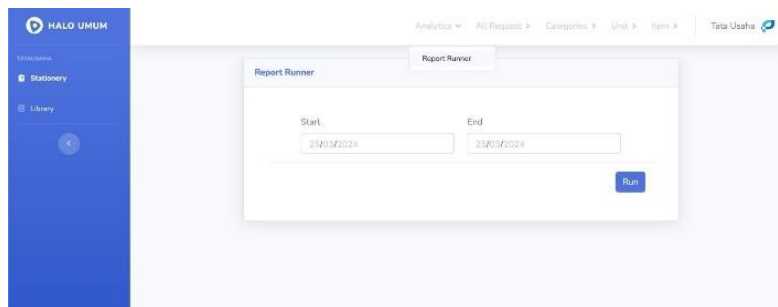 HALO UMUM
Analytics All Request Categories Unit Item Tata Usaha
TATAUSAHA
Stationery
Library
Report Runner
Report Runner
Start End
25/03/2024 25/03/2024
Run